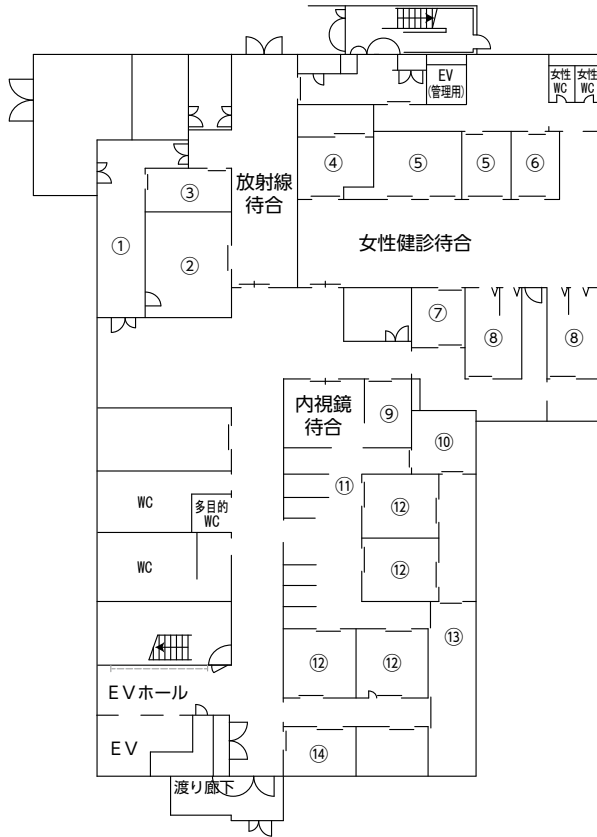 EV
(管理用)
女性
WC
女性
WC
④
⑤
⑤
⑥
放射線
待合
③
女性健診待合
①
②
⑦
⑧
⑧
内視鏡
待合
⑨
⑩
⑪
WC
多目的
WC
⑫
WC
⑫
⑬
⑫
⑫
EVホール
EV
⑭
渡り廊下